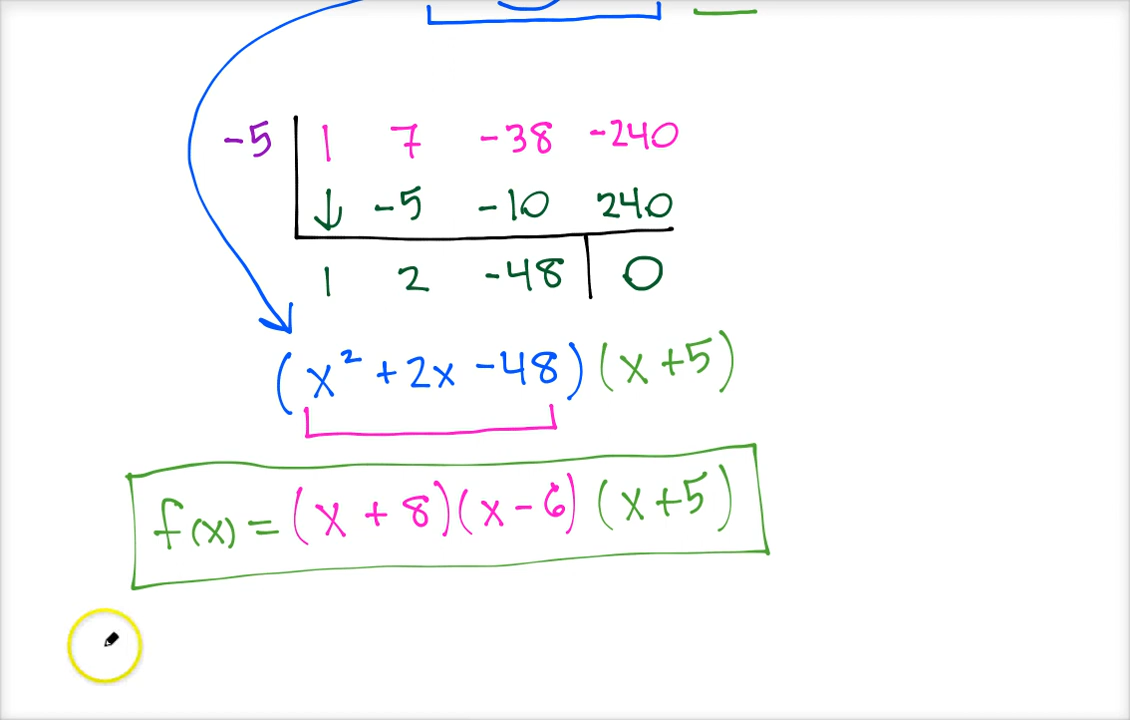 -5 | 1 7 -38 -240
↓ -5 -10 240
1 2 -48 | 0
(x² + 2x - 48)(x + 5)
f(x) = (x + 8)(x - 6)(x + 5)